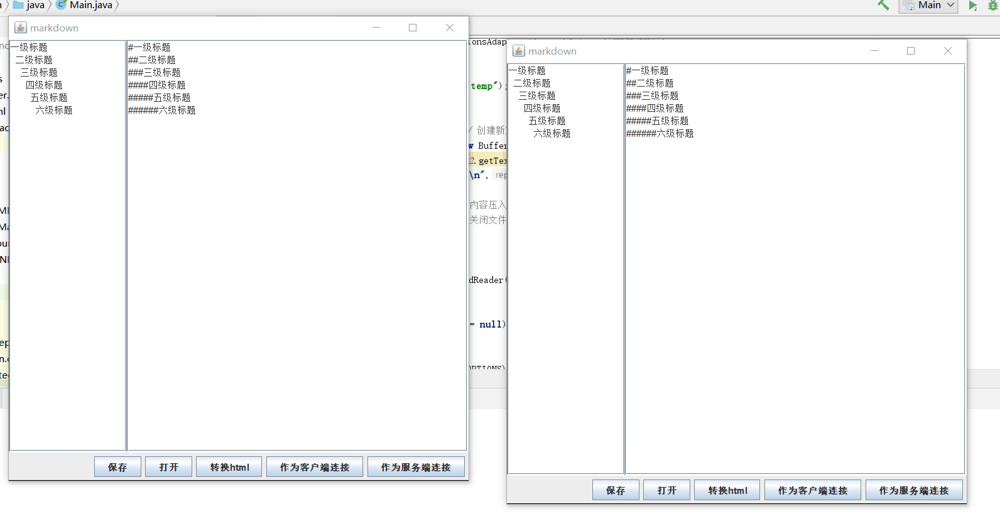 java
Main.java
Main
markdown
一级标题
二级标题
三级标题
四级标题
五级标题
六级标题
#一级标题
##二级标题
###三级标题
####四级标题
#####五级标题
######六级标题
保存
打开
转换html
作为客户端连接
作为服务端连接
temp");
/ 创建新
w Buffer
2.getTex
\n", rep
内容压入
关闭文件
dReader(
= null)
markdown
一级标题
二级标题
三级标题
四级标题
五级标题
六级标题
#一级标题
##二级标题
###三级标题
####四级标题
#####五级标题
######六级标题
保存
打开
转换html
作为客户端连接
作为服务端连接